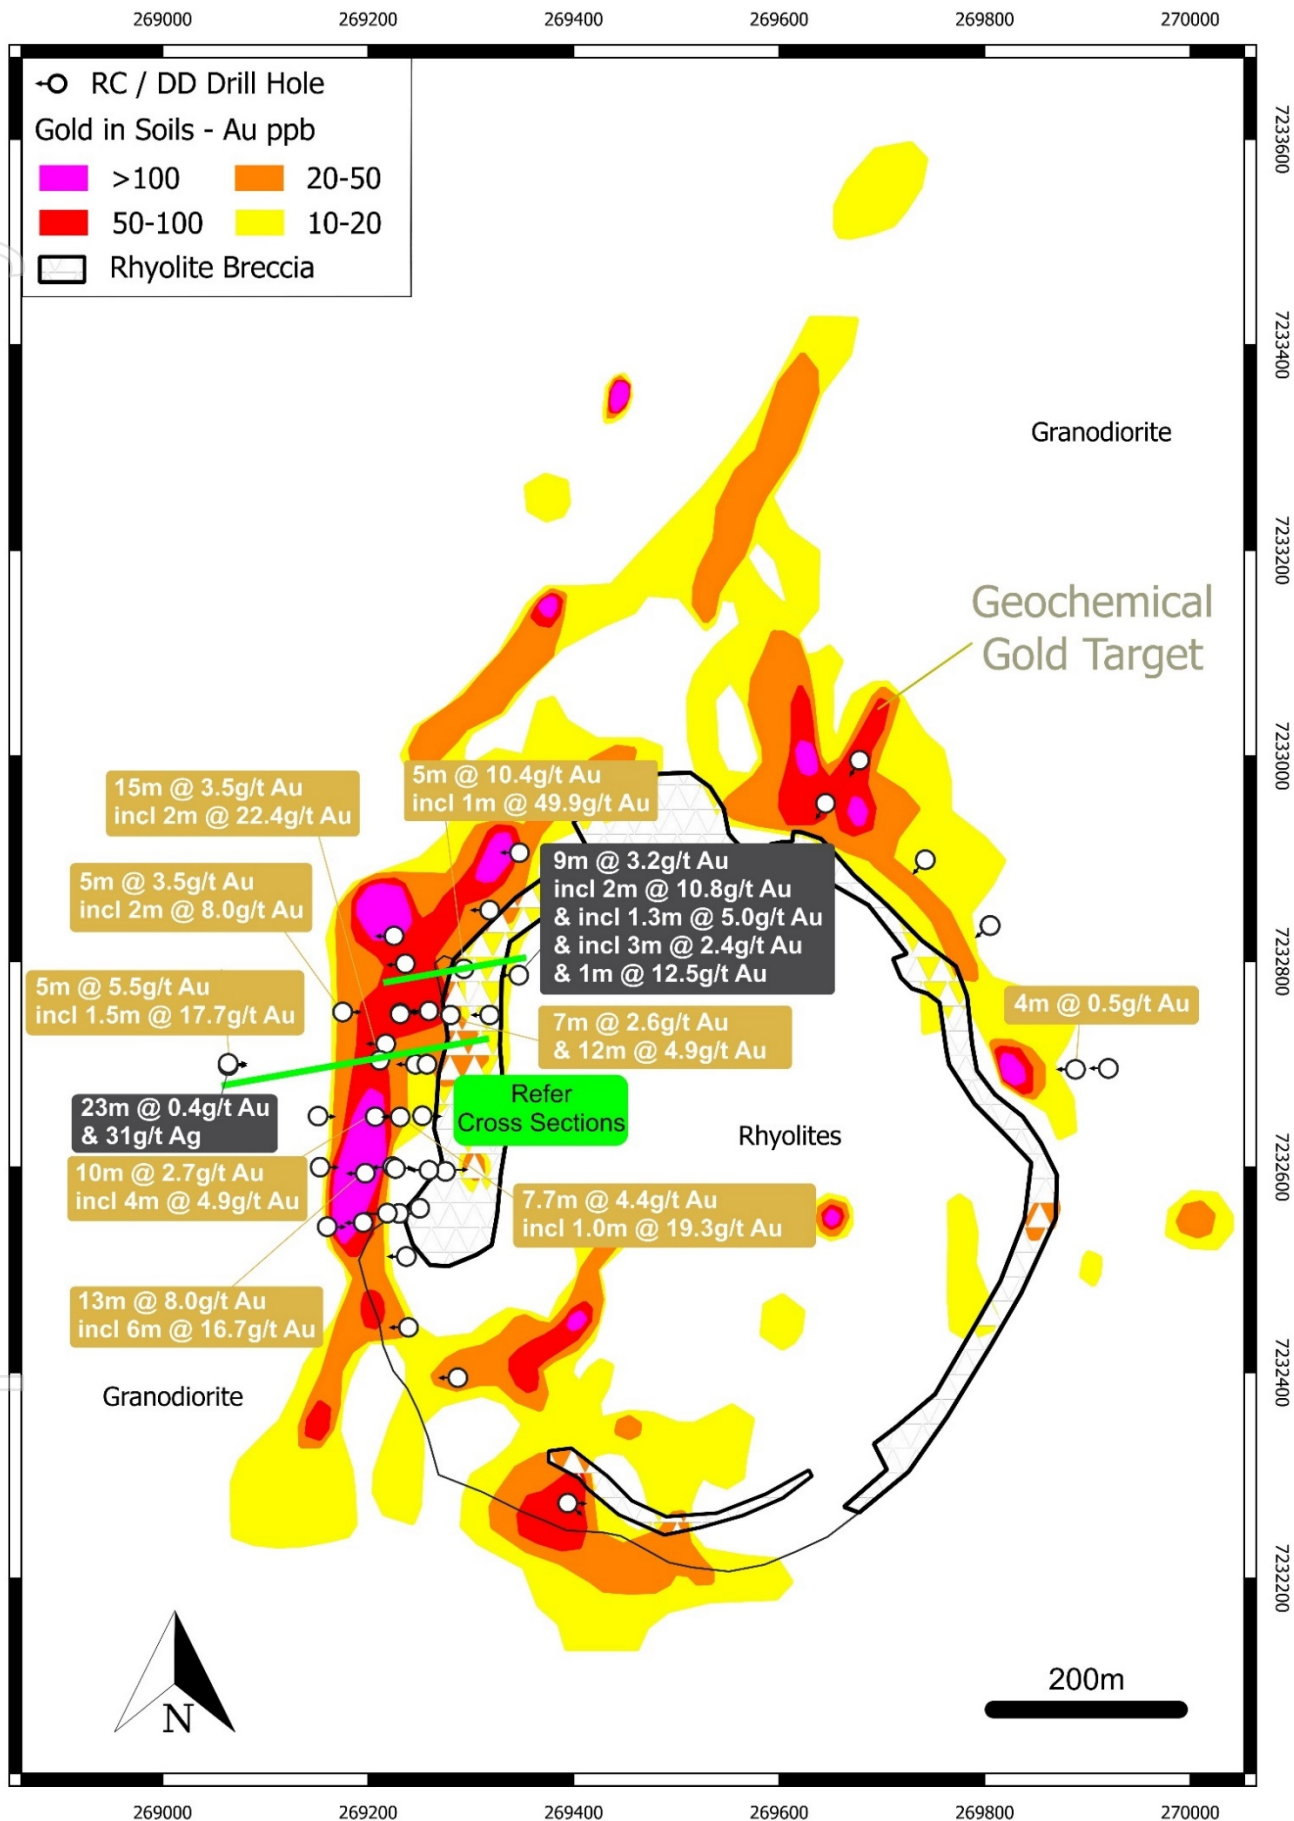 269000 269200 269400 269600 269800 270000
RC / DD Drill Hole
Gold in Soils - Au ppb
>100 20-50
50-100 10-20
Rhyolite Breccia
7233600
7233400
Granodiorite
7233200
Geochemical
Gold Target
7233000
15m @ 3.5g/t Au
incl 2m @ 22.4g/t Au
5m @ 10.4g/t Au
incl 1m @ 49.9g/t Au
5m @ 3.5g/t Au
incl 2m @ 8.0g/t Au
9m @ 3.2g/t Au
incl 2m @ 10.8g/t Au
& incl 1.3m @ 5.0g/t Au
& incl 3m @ 2.4g/t Au
& 1m @ 12.5g/t Au
7232800
5m @ 5.5g/t Au
incl 1.5m @ 17.7g/t Au
4m @ 0.5g/t Au
7m @ 2.6g/t Au
& 12m @ 4.9g/t Au
23m @ 0.4g/t Au
& 31g/t Ag
Refer
Cross Sections
Rhyolites
10m @ 2.7g/t Au
incl 4m @ 4.9g/t Au
7232600
7.7m @ 4.4g/t Au
incl 1.0m @ 19.3g/t Au
13m @ 8.0g/t Au
incl 6m @ 16.7g/t Au
7232400
Granodiorite
7232200
N
200m
269000 269200 269400 269600 269800 270000